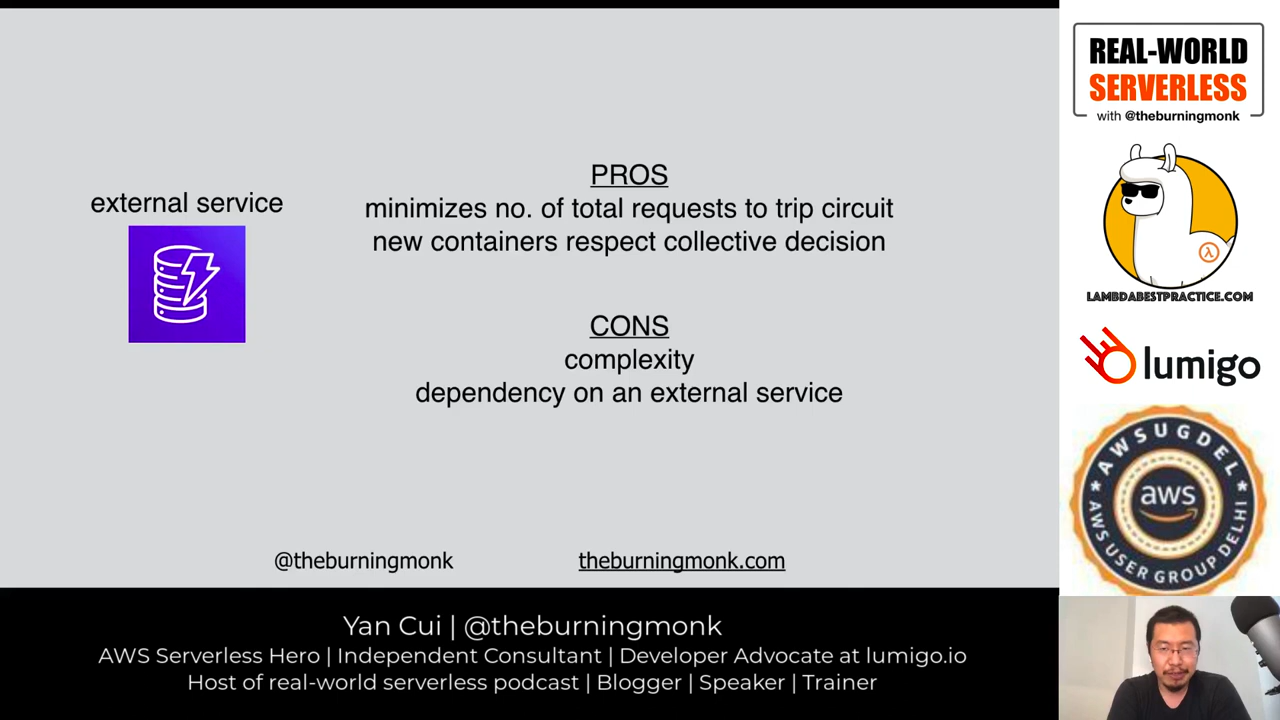 external service
PROS
minimizes no. of total requests to trip circuit
new containers respect collective decision
CONS
complexity
dependency on an external service
@theburningmonk
theburningmonk.com
Yan Cui | @theburningmonk
AWS Serverless Hero | Independent Consultant | Developer Advocate at lumigo.io
Host of real-world serverless podcast | Blogger | Speaker | Trainer
REAL-WORLD
SERVERLESS
with @theburningmonk
λ
LAMBDABESTPRACTICE.COM
lumigo
* AWSUGDEL *
aws
AWS USER GROUP DELHI